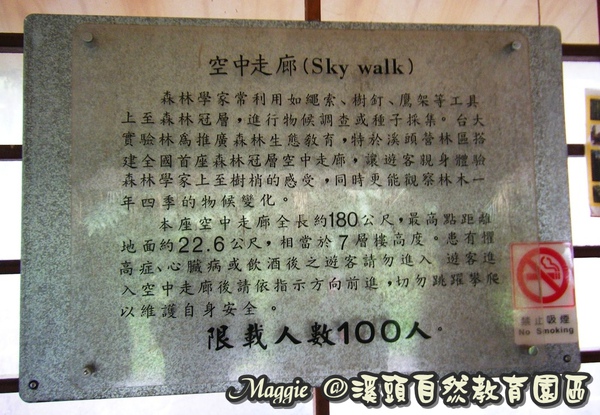 空中走廊(Sky walk)
森林學家常利用如繩索、樹釘、鷹架等工具
上至森林冠層,進行物候調查或種子採集。台大
實驗林為推廣森林生態教育,特於溪頭營林區搭
建全國首座森林冠層空中走廊,讓遊客親身體驗
森林學家上至樹梢的感受,同時更能觀察林木一
年四季的物候變化。
本座空中走廊全長約180公尺,最高點距離
地面約22.6公尺,相當於7層樓高度。患有懼
高症、心臟病或飲酒後之遊客請勿進入 遊客進
入空中走廊後請依指示方向前進,切勿跳躍攀爬
以維護自身安全。
限載人數100人。
禁止吸煙
No Smoking
Maggie @溪頭自然教育園區